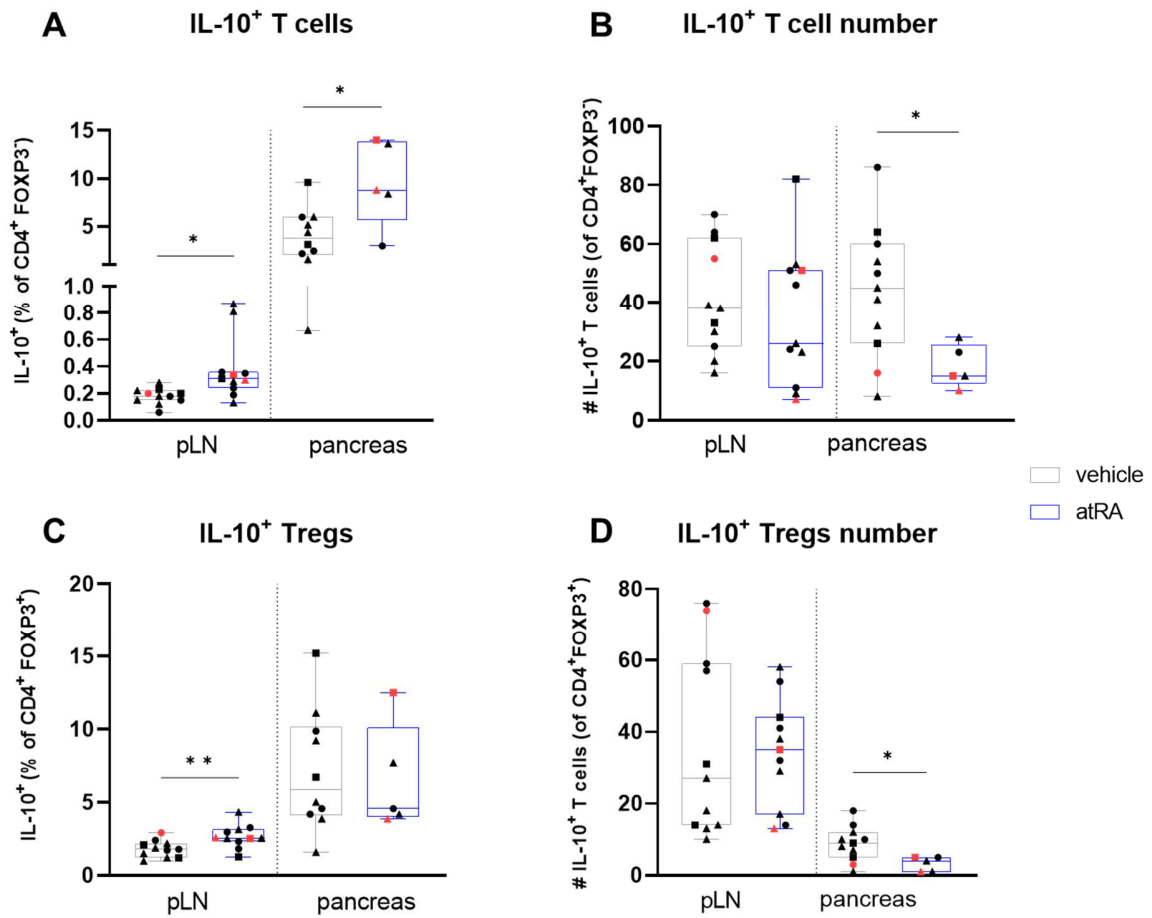 A IL-10⁺ T cells
IL-10⁺ (% of CD4⁺ FOXP3⁻)
15
10
5
1.0
0.8
0.6
0.4
0.2
0.0
*
*
pLN
pancreas
B IL-10⁺ T cell number
# IL-10⁺ T cells (of CD4⁺FOXP3⁻)
100
80
60
40
20
0
*
pLN
pancreas
vehicle
atRA
C IL-10⁺ Tregs
IL-10⁺ (% of CD4⁺ FOXP3⁺)
20
15
10
5
0
* *
pLN
pancreas
D IL-10⁺ Tregs number
# IL-10⁺ T cells (of CD4⁺FOXP3⁺)
80
60
40
20
0
*
pLN
pancreas